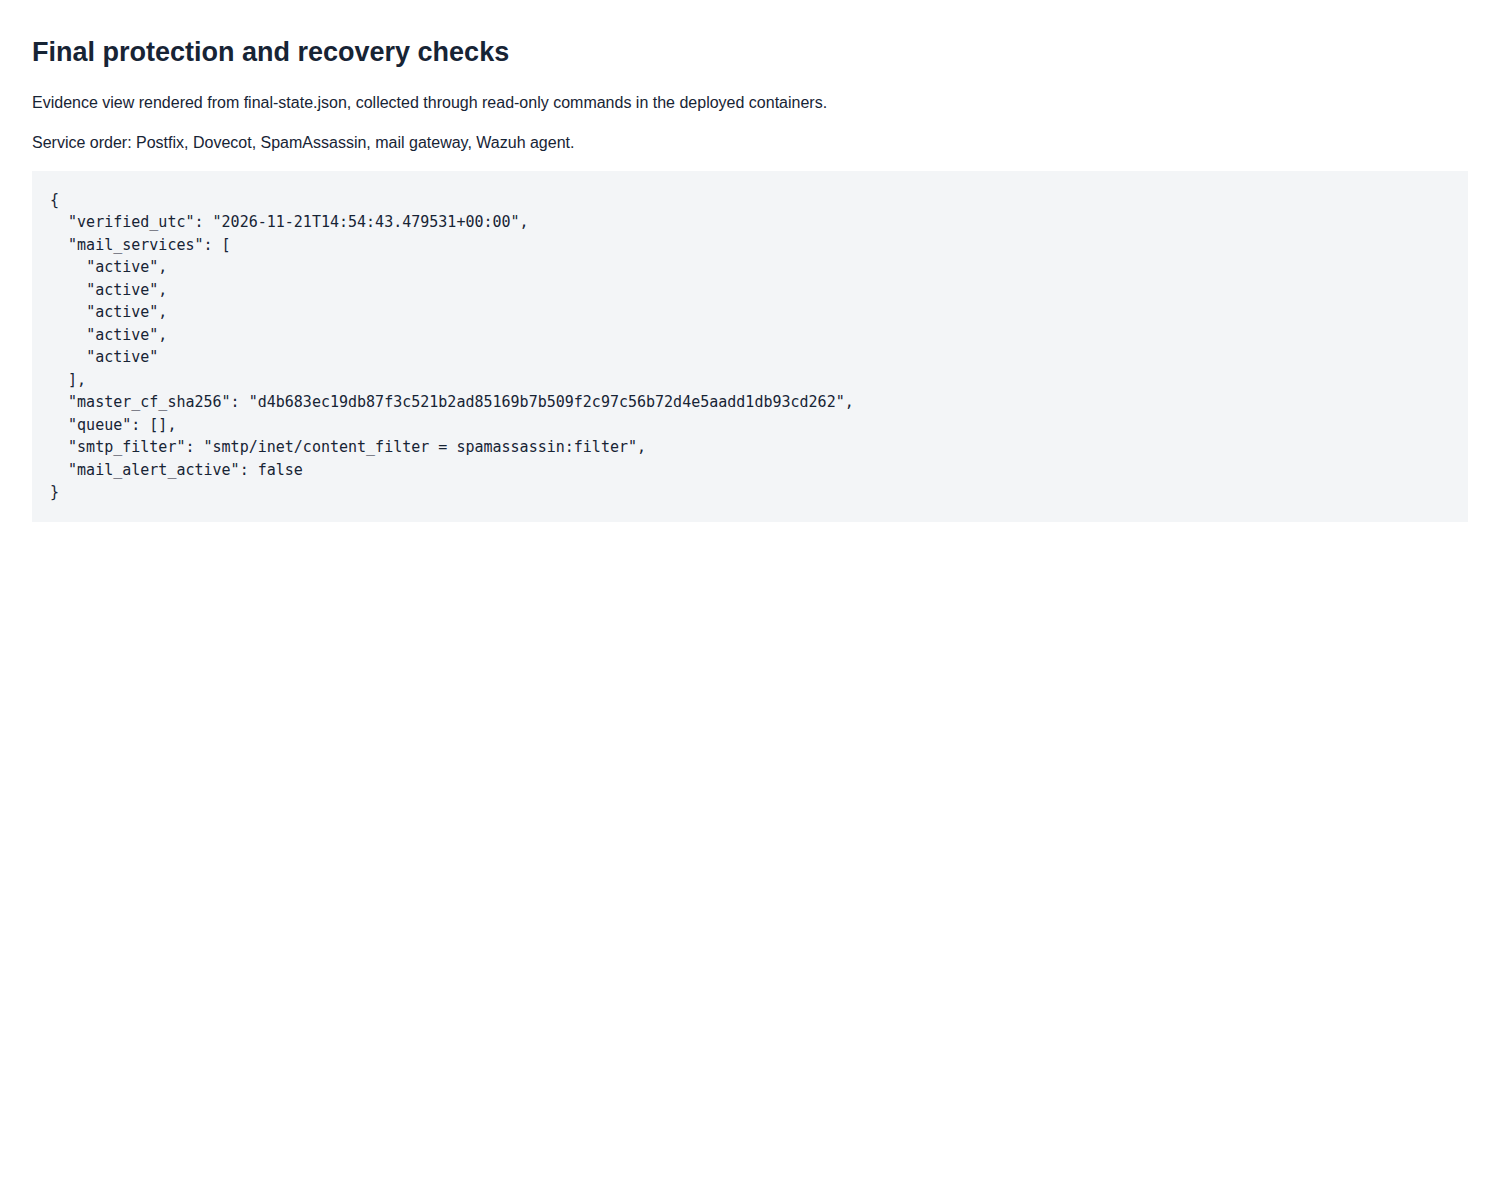 Final protection and recovery checks
Evidence view rendered from final-state.json, collected through read-only commands in the deployed containers.
Service order: Postfix, Dovecot, SpamAssassin, mail gateway, Wazuh agent.
{
  "verified_utc": "2026-11-21T14:54:43.479531+00:00",
  "mail_services": [
    "active",
    "active",
    "active",
    "active",
    "active"
  ],
  "master_cf_sha256": "d4b683ec19db87f3c521b2ad85169b7b509f2c97c56b72d4e5aadd1db93cd262",
  "queue": [],
  "smtp_filter": "smtp/inet/content_filter = spamassassin:filter",
  "mail_alert_active": false
}